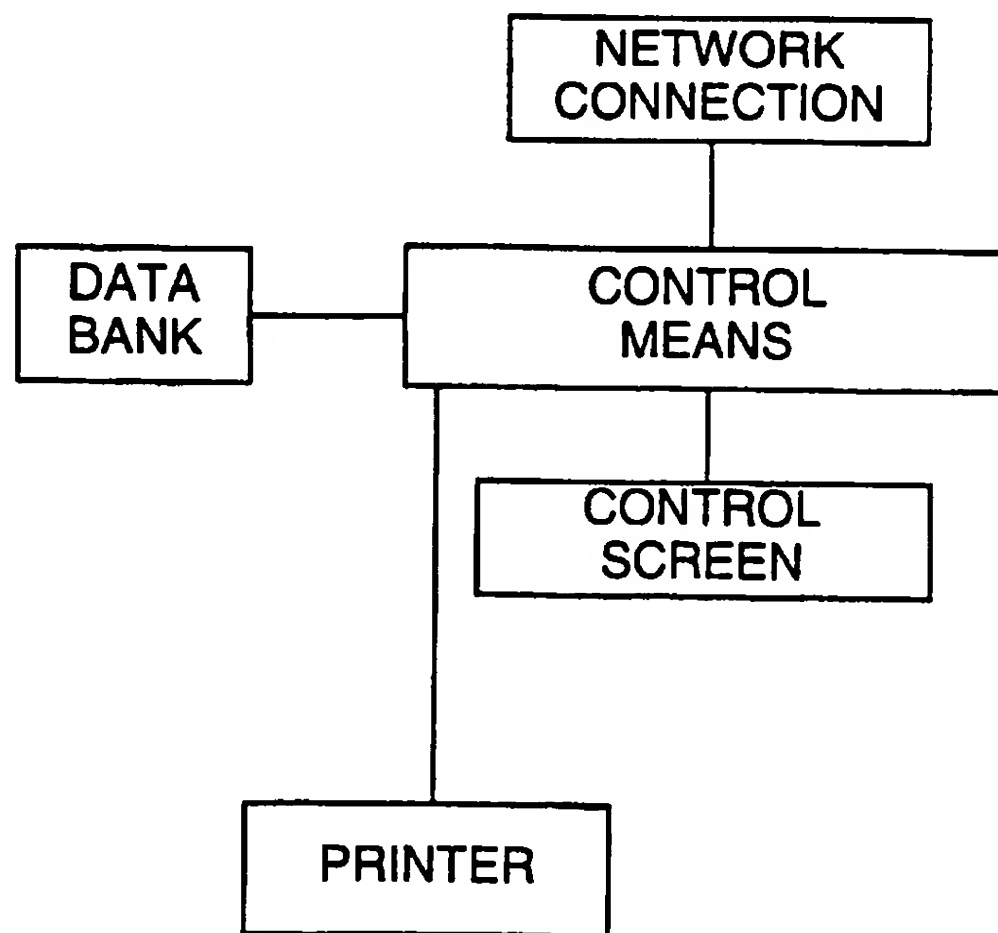 NETWORK
CONNECTION
DATA
BANK
CONTROL
MEANS
CONTROL
SCREEN
PRINTER